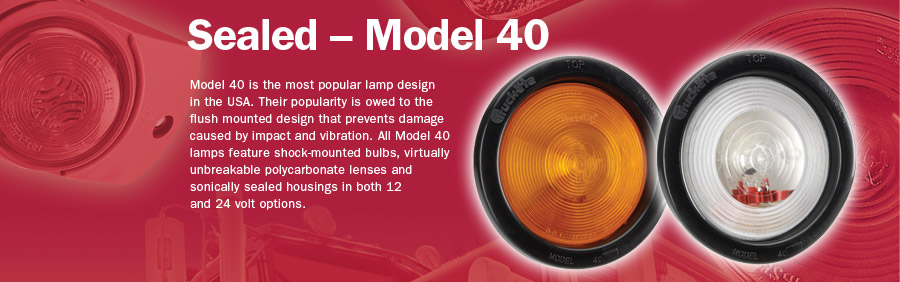 Sealed – Model 40
Model 40 is the most popular lamp design
in the USA. Their popularity is owed to the
flush mounted design that prevents damage
caused by impact and vibration. All Model 40
lamps feature shock-mounted bulbs, virtually
unbreakable polycarbonate lenses and
sonically sealed housings in both 12
and 24 volt options.
TOP
MODEL 40
TOP
MODEL 40